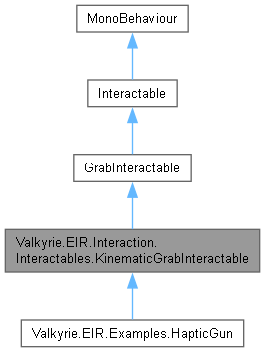 MonoBehaviour
Interactable
GrabInteractable
Valkyrie.EIR.Interaction.
Interactables.KinematicGrabInteractable
Valkyrie.EIR.Examples.HapticGun